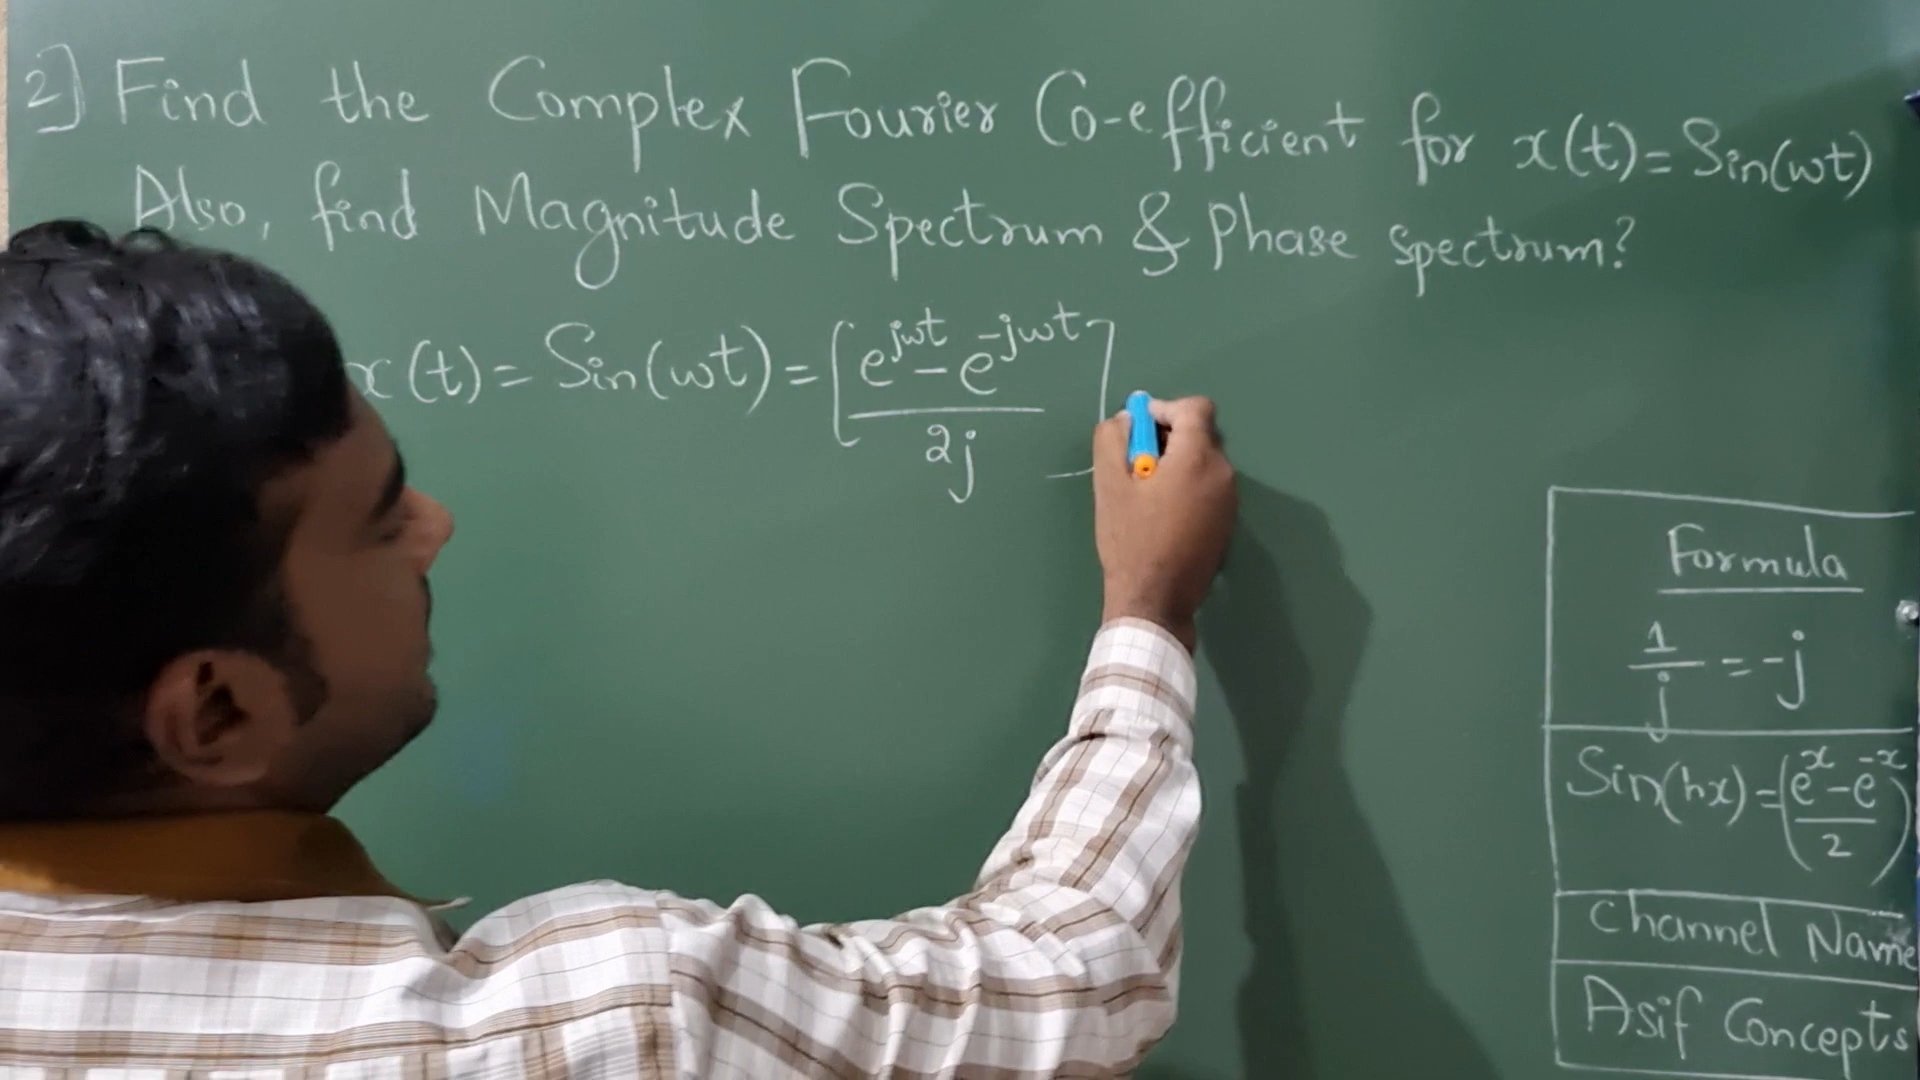 2] Find the Complex Fourier Co-efficient for x(t) = Sin(wt)
Also, find Magnitude Spectrum & Phase spectrum?
x(t) = Sin(wt) = [e^jwt - e^-jwt / 2j]
Formula
1/j = -j
Sin(hx) = (e^x - e^-x / 2)
Channel Name
Asif Concepts